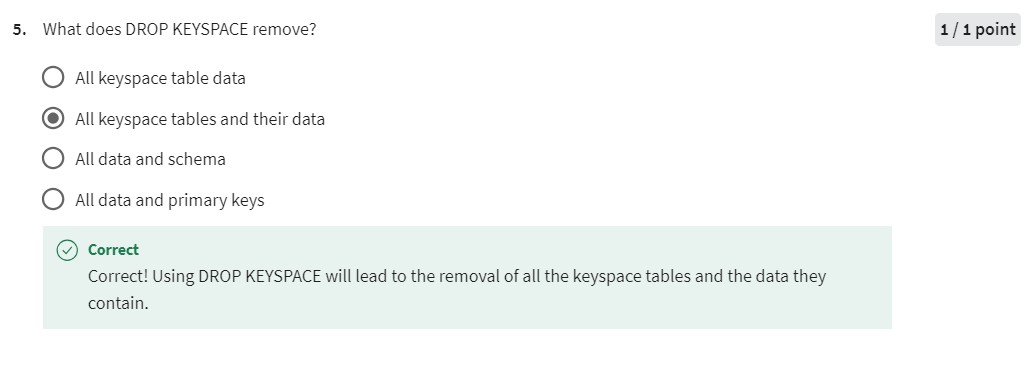 5. What does DROP KEYSPACE remove?
1 / 1 point
All keyspace table data
All keyspace tables and their data
All data and schema
All data and primary keys
Correct
Correct! Using DROP KEYSPACE will lead to the removal of all the keyspace tables and the data they
contain.